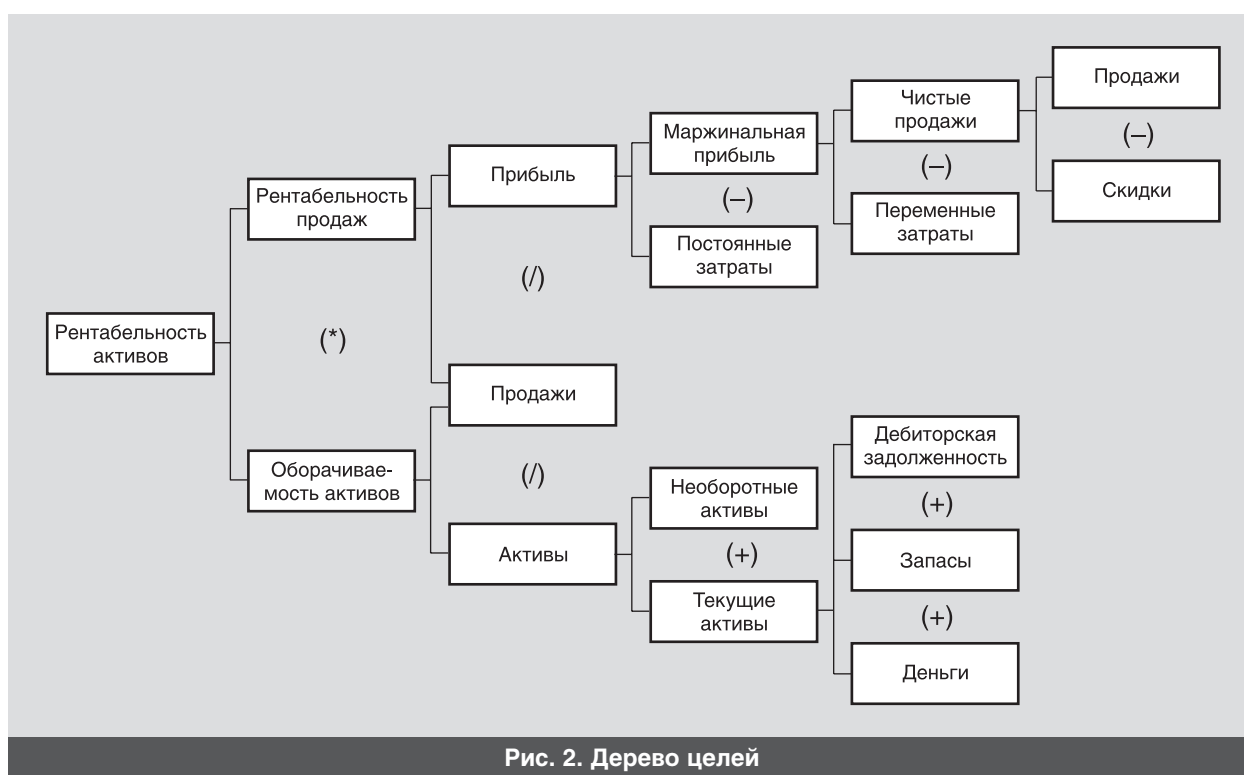 Продажи
(–)
Скидки
Чистые
продажи
(–)
Переменные
затраты
Маржинальная
прибыль
(–)
Постоянные
затраты
Прибыль
(/)
Продажи
(/)
Активы
Рентабельность
продаж
(*)
Оборачивае-
мость активов
Рентабельность
активов
Необоротные
активы
(+)
Текущие
активы
Дебиторская
задолженность
(+)
Запасы
(+)
Деньги
Рис. 2. Дерево целей